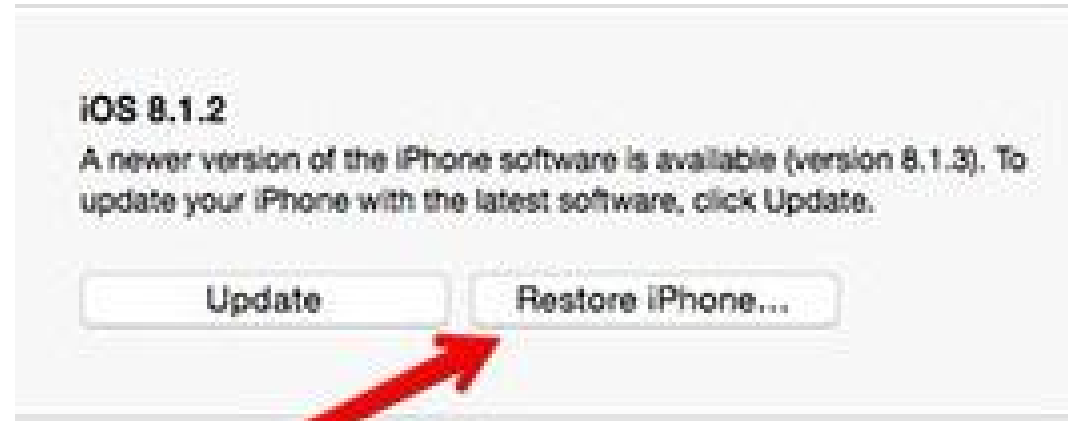 iOS 8.1.2
A newer version of the iPhone software is available (version 8.1.3). To
update your iPhone with the latest software, click Update.
Update
Restore iPhone...